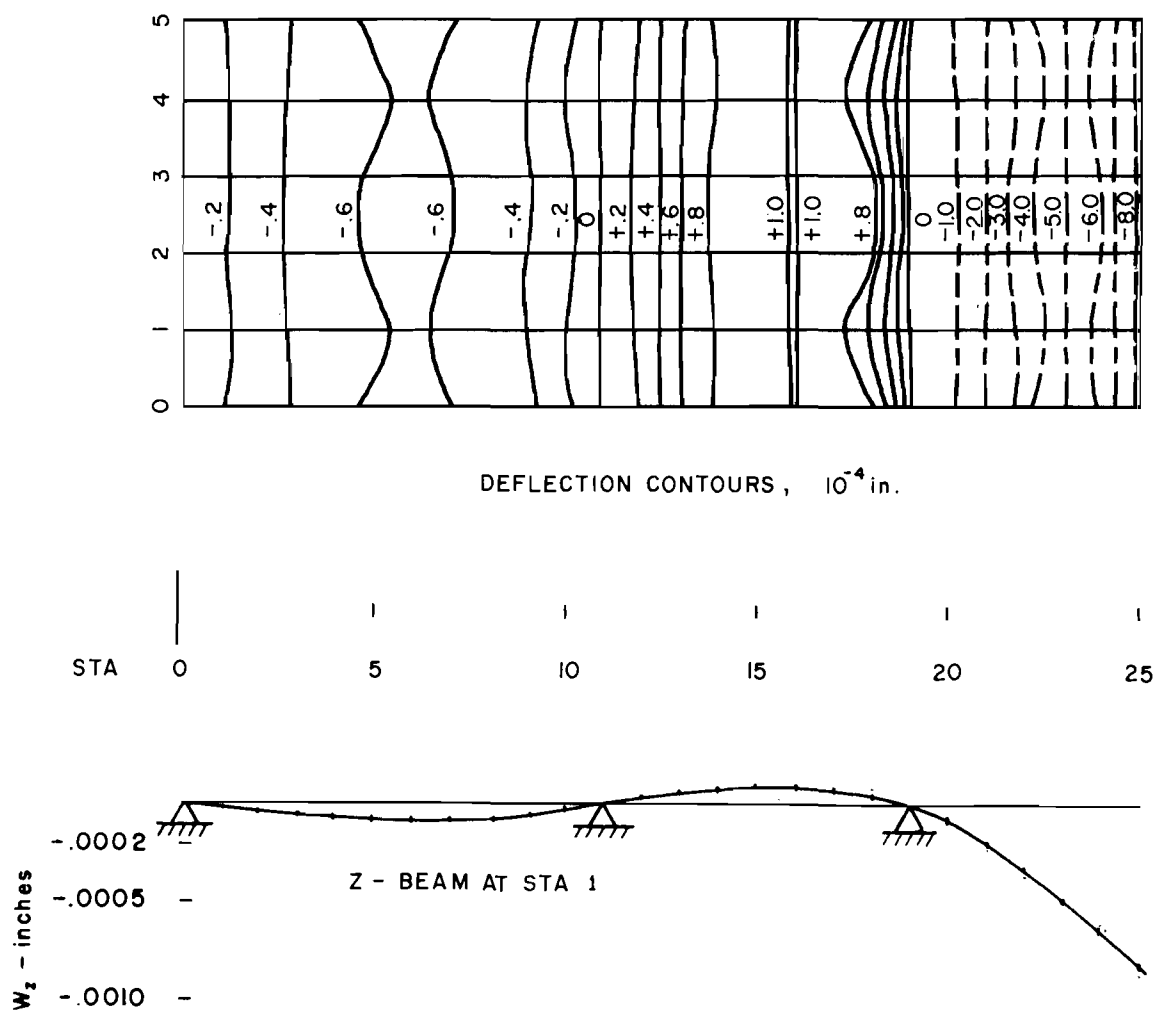 5
4
3
2
1
0
-.2 -.4 -.6 -.6 -.4 -.2 0 +.2 +.4 +.6 +.8 +1.0 +1.0 +.8 0 -1.0 -2.0 -3.0 -4.0 -5.0 -6.0 -8.0
DEFLECTION CONTOURS, 10^-4 in.
STA 0 5 10 15 20 25
-.0002
Z - BEAM AT STA 1
-.0005
-.0010
Wz - inches